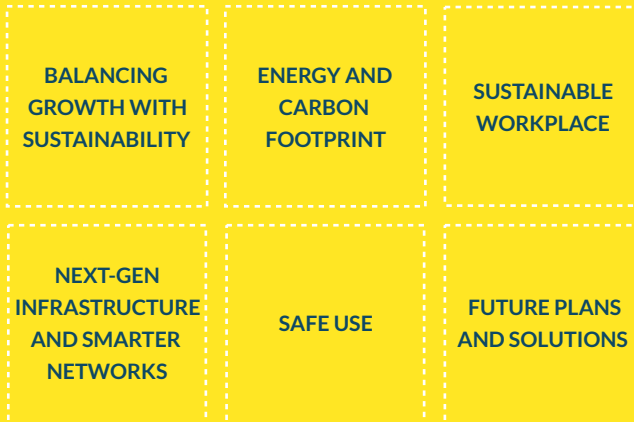 BALANCING
GROWTH WITH
SUSTAINABILITY
ENERGY AND
CARBON
FOOTPRINT
SUSTAINABLE
WORKPLACE
NEXT-GEN
INFRASTRUCTURE
AND SMARTER
NETWORKS
SAFE USE
FUTURE PLANS
AND SOLUTIONS